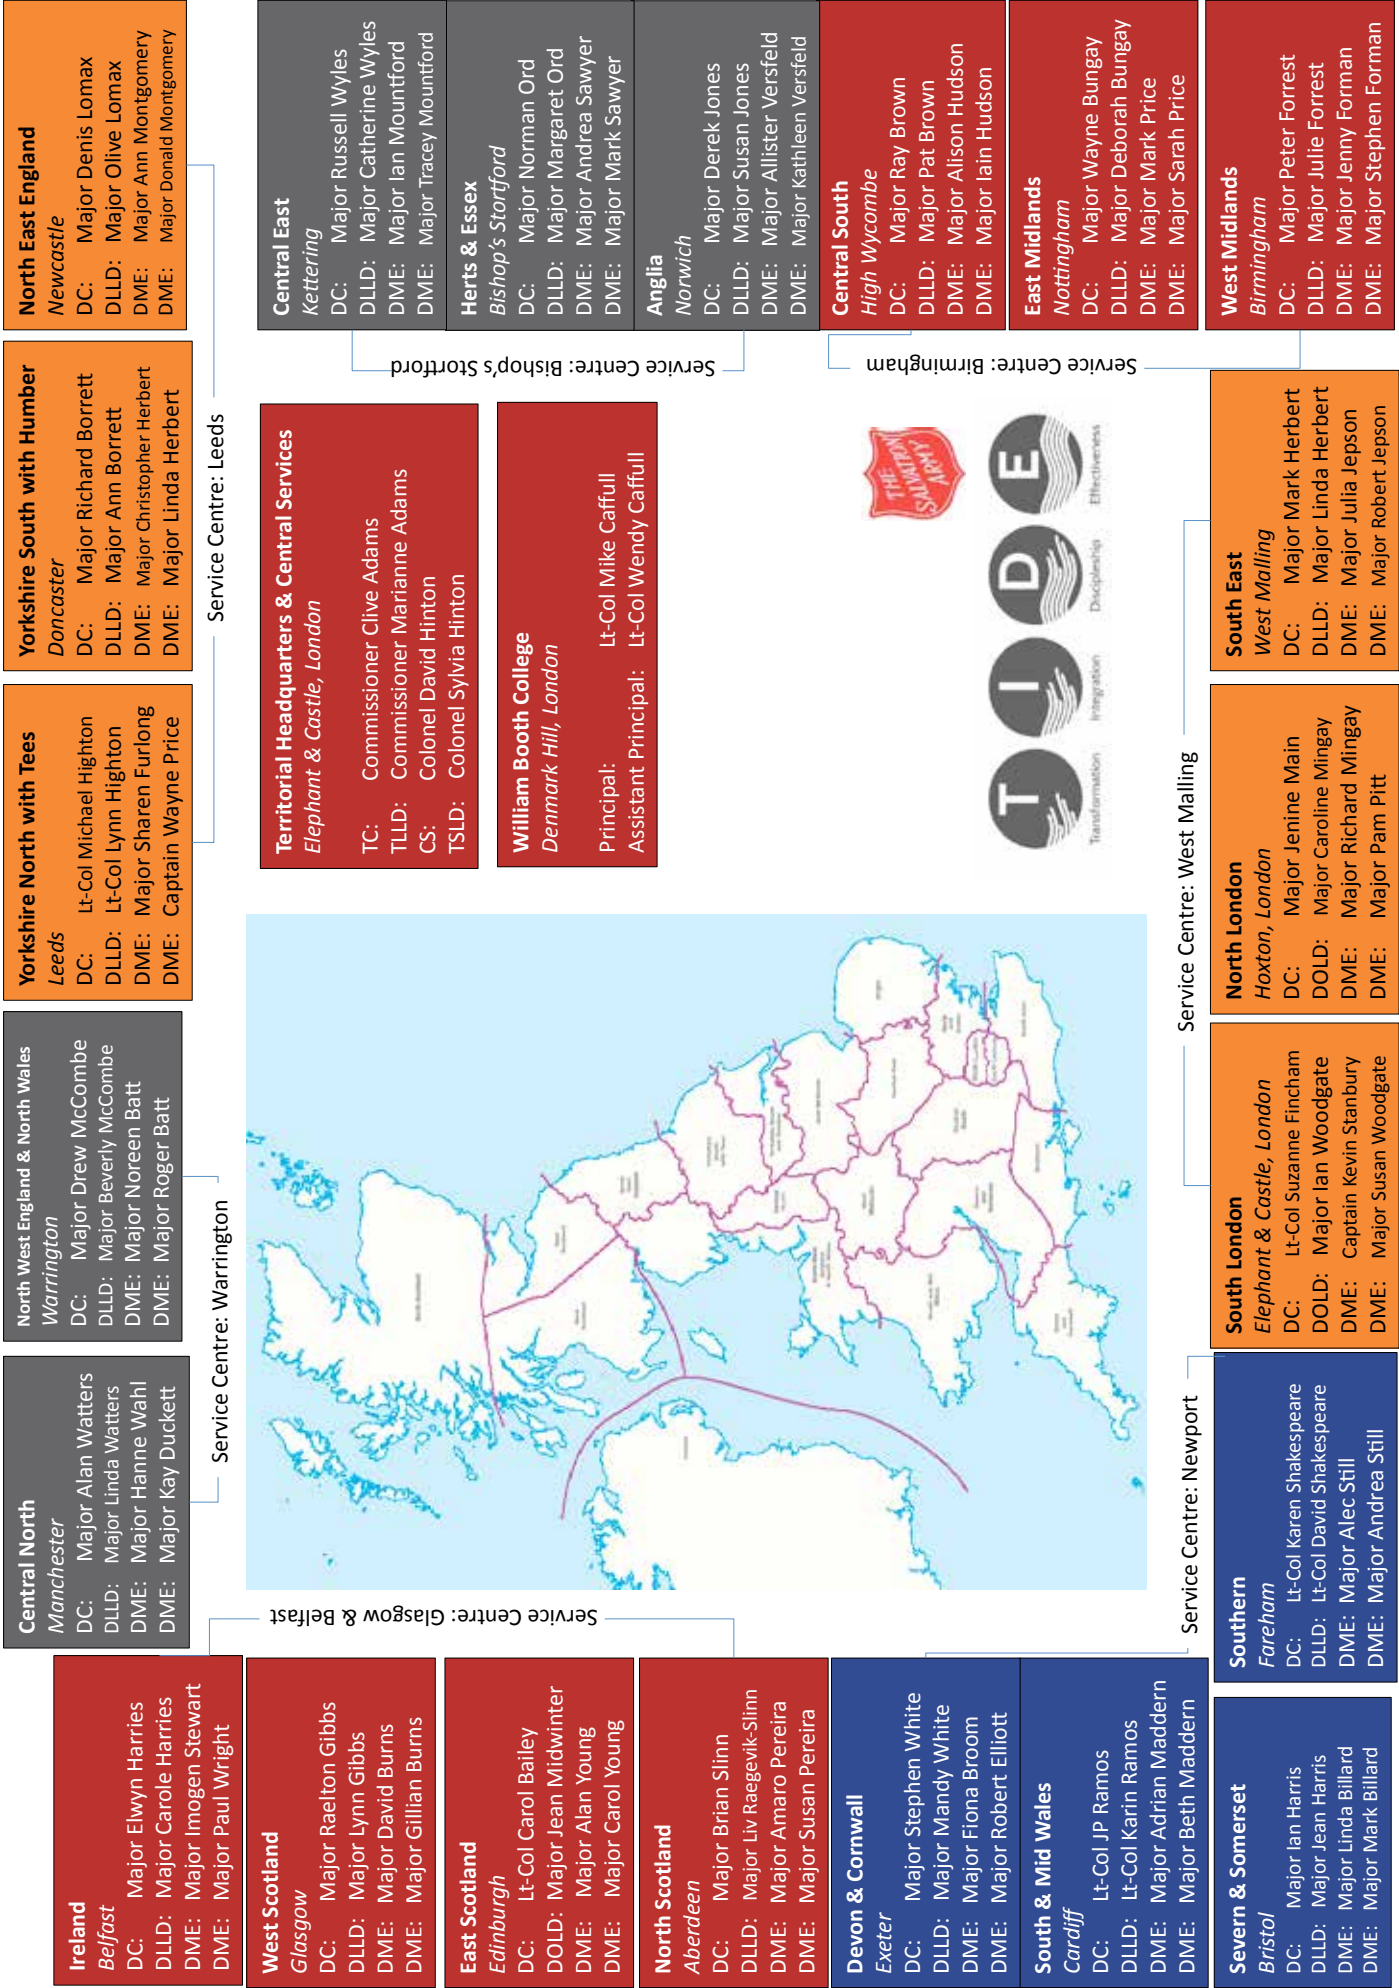 Ireland
Belfast
DC: Major Elwyn Harries
DLLD: Major Carole Harries
DME: Major Imogen Stewart
DME: Major Paul Wright
West Scotland
Glasgow
DC: Major Raelton Gibbs
DLLD: Major Lynn Gibbs
DME: Major David Burns
DME: Major Gillian Burns
East Scotland
Edinburgh
DC: Lt-Col Carol Bailey
DOLD: Major Jean Midwinter
DME: Major Alan Young
DME: Major Carol Young
North Scotland
Aberdeen
DC: Major Brian Slinn
DLLD: Major Liv Raegevik-Slinn
DME: Major Amaro Pereira
DME: Major Susan Pereira
Service Centre: Glasgow & Belfast
Devon & Cornwall
Exeter
DC: Major Stephen White
DLLD: Major Mandy White
DME: Major Fiona Broom
DME: Major Robert Elliott
South & Mid Wales
Cardiff
DC: Lt-Col JP Ramos
DLLD: Lt-Col Karin Ramos
DME: Major Adrian Maddern
DME: Major Beth Maddern
Severn & Somerset
Bristol
DC: Major Ian Harris
DLLD: Major Jean Harris
DME: Major Linda Billard
DME: Major Mark Billard
Southern
Fareham
DC: Lt-Col Karen Shakespeare
DLLD: Lt-Col David Shakespeare
DME: Major Alec Still
DME: Major Andrea Still
Service Centre: Newport
Central North
Manchester
DC: Major Alan Watters
DLLD: Major Linda Watters
DME: Major Hanne Wahl
DME: Major Kay Duckett
North West England & North Wales
Warrington
DC: Major Drew McCombe
DLLD: Major Beverly McCombe
DME: Major Noreen Batt
DME: Major Roger Batt
Service Centre: Warrington
Yorkshire North with Tees
Leeds
DC: Lt-Col Michael Highton
DLLD: Lt-Col Lynn Highton
DME: Major Sharen Furlong
DME: Captain Wayne Price
Yorkshire South with Humber
Doncaster
DC: Major Richard Borrett
DLLD: Major Ann Borrett
DME: Major Christopher Herbert
DME: Major Linda Herbert
North East England
Newcastle
DC: Major Denis Lomax
DLLD: Major Olive Lomax
DME: Major Ann Montgomery
DME: Major Donald Montgomery
Service Centre: Leeds
Territorial Headquarters & Central Services
Elephant & Castle, London
TC: Commissioner Clive Adams
TLLD: Commissioner Marianne Adams
CS: Colonel David Hinton
TSLD: Colonel Sylvia Hinton
William Booth College
Denmark Hill, London
Principal: Lt-Col Mike Caffull
Assistant Principal: Lt-Col Wendy Caffull
THE
SALVATION
ARMY
T I D E
Transformation Integration Discipleship Effectiveness
Central East
Kettering
DC: Major Russell Wyles
DLLD: Major Catherine Wyles
DME: Major Ian Mountford
DME: Major Tracey Mountford
Herts & Essex
Bishop's Stortford
DC: Major Norman Ord
DLLD: Major Margaret Ord
DME: Major Andrea Sawyer
DME: Major Mark Sawyer
Anglia
Norwich
DC: Major Derek Jones
DLLD: Major Susan Jones
DME: Major Allister Versfeld
DME: Major Kathleen Versfeld
Service Centre: Bishop's Stortford
Central South
High Wycombe
DC: Major Ray Brown
DLLD: Major Pat Brown
DME: Major Alison Hudson
DME: Major Iain Hudson
East Midlands
Nottingham
DC: Major Wayne Bungay
DLLD: Major Deborah Bungay
DME: Major Mark Price
DME: Major Sarah Price
West Midlands
Birmingham
DC: Major Peter Forrest
DLLD: Major Julie Forrest
DME: Major Jenny Forman
DME: Major Stephen Forman
Service Centre: Birmingham
Service Centre: West Malling
South London
Elephant & Castle, London
DC: Lt-Col Suzanne Fincham
DOLD: Major Ian Woodgate
DME: Captain Kevin Stanbury
DME: Major Susan Woodgate
North London
Hoxton, London
DC: Major Jenine Main
DOLD: Major Caroline Mingay
DME: Major Richard Mingay
DME: Major Pam Pitt
South East
West Malling
DC: Major Mark Herbert
DLLD: Major Linda Herbert
DME: Major Julia Jepson
DME: Major Robert Jepson